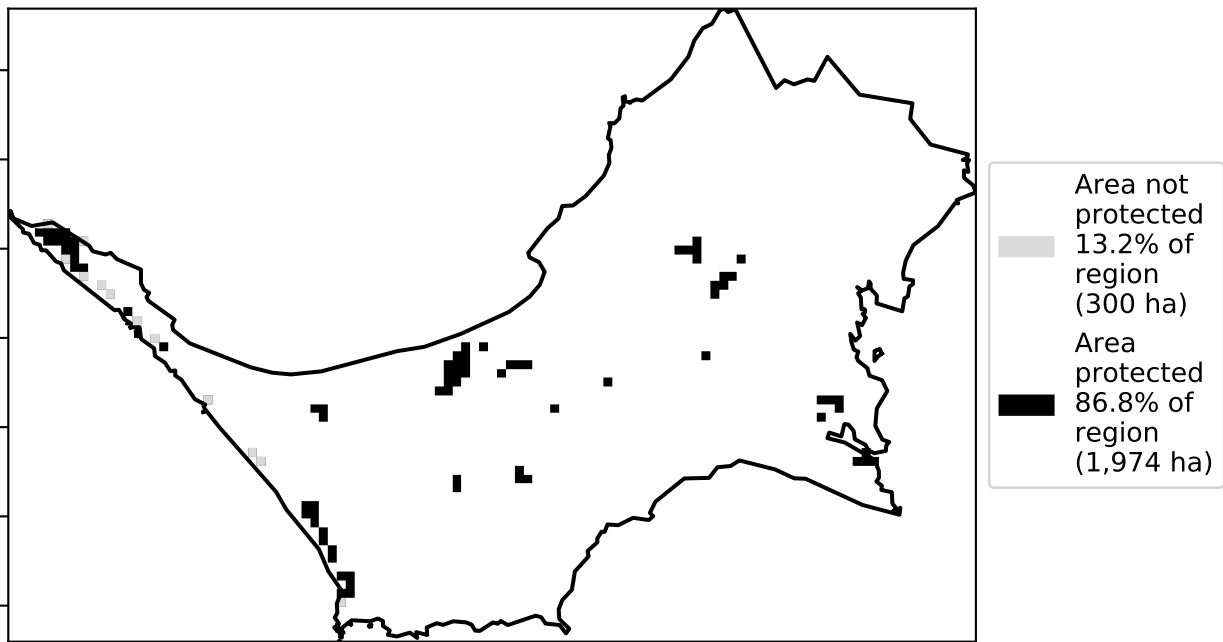 Area not
protected
13.2% of
region
(300 ha)
Area
protected
86.8% of
region
(1,974 ha)